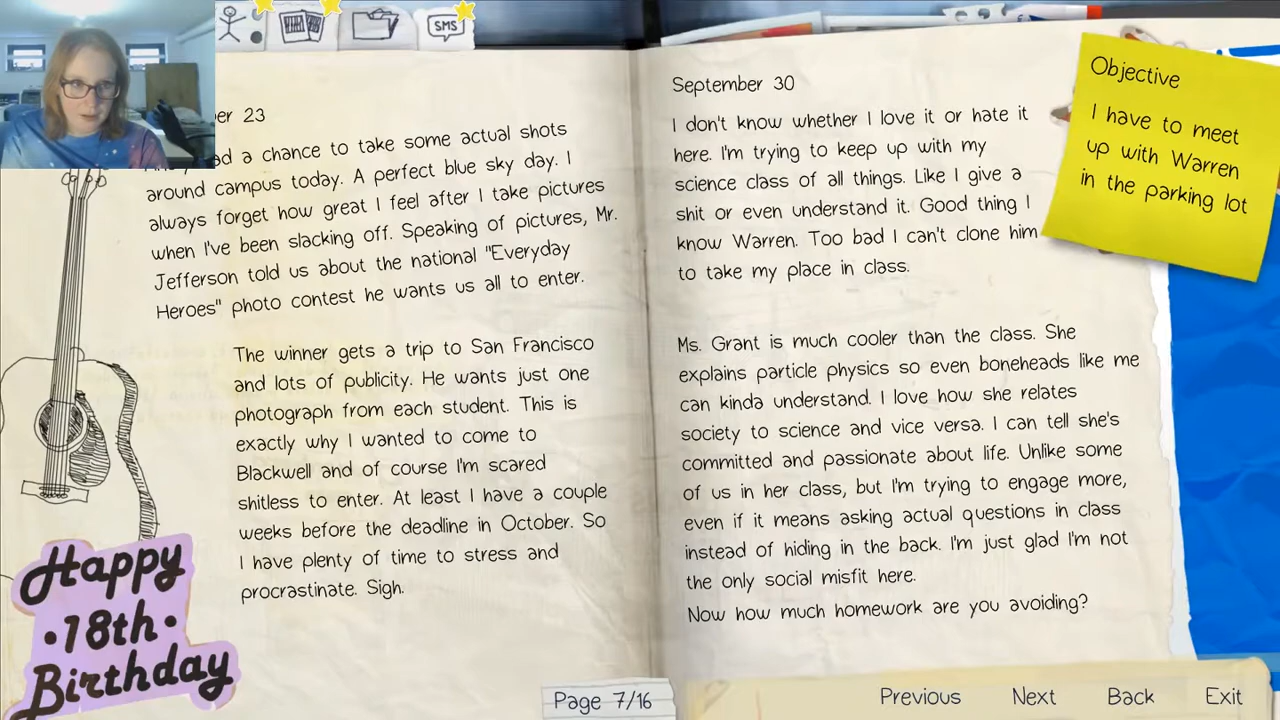 SMS
er 23
ad a chance to take some actual shots
around campus today. A perfect blue sky day. I
always forget how great I feel after I take pictures
when I've been slacking off. Speaking of pictures, Mr.
Jefferson told us about the national "Everyday
Heroes" photo contest he wants us all to enter.
The winner gets a trip to San Francisco
and lots of publicity. He wants just one
photograph from each student. This is
exactly why I wanted to come to
Blackwell and of course I'm scared
shitless to enter. At least I have a couple
weeks before the deadline in October. So
I have plenty of time to stress and
procrastinate. Sigh.
Happy
•18th•
Birthday
September 30
I don't know whether I love it or hate it
here. I'm trying to keep up with my
science class of all things. Like I give a
shit or even understand it. Good thing I
know Warren. Too bad I can't clone him
to take my place in class.
Ms. Grant is much cooler than the class. She
explains particle physics so even boneheads like me
can kinda understand. I love how she relates
society to science and vice versa. I can tell she's
committed and passionate about life. Unlike some
of us in her class, but I'm trying to engage more,
even if it means asking actual questions in class
instead of hiding in the back. I'm just glad I'm not
the only social misfit here.
Now how much homework are you avoiding?
Objective
I have to meet
up with Warren
in the parking lot
Page 7/16
Previous Next Back Exit